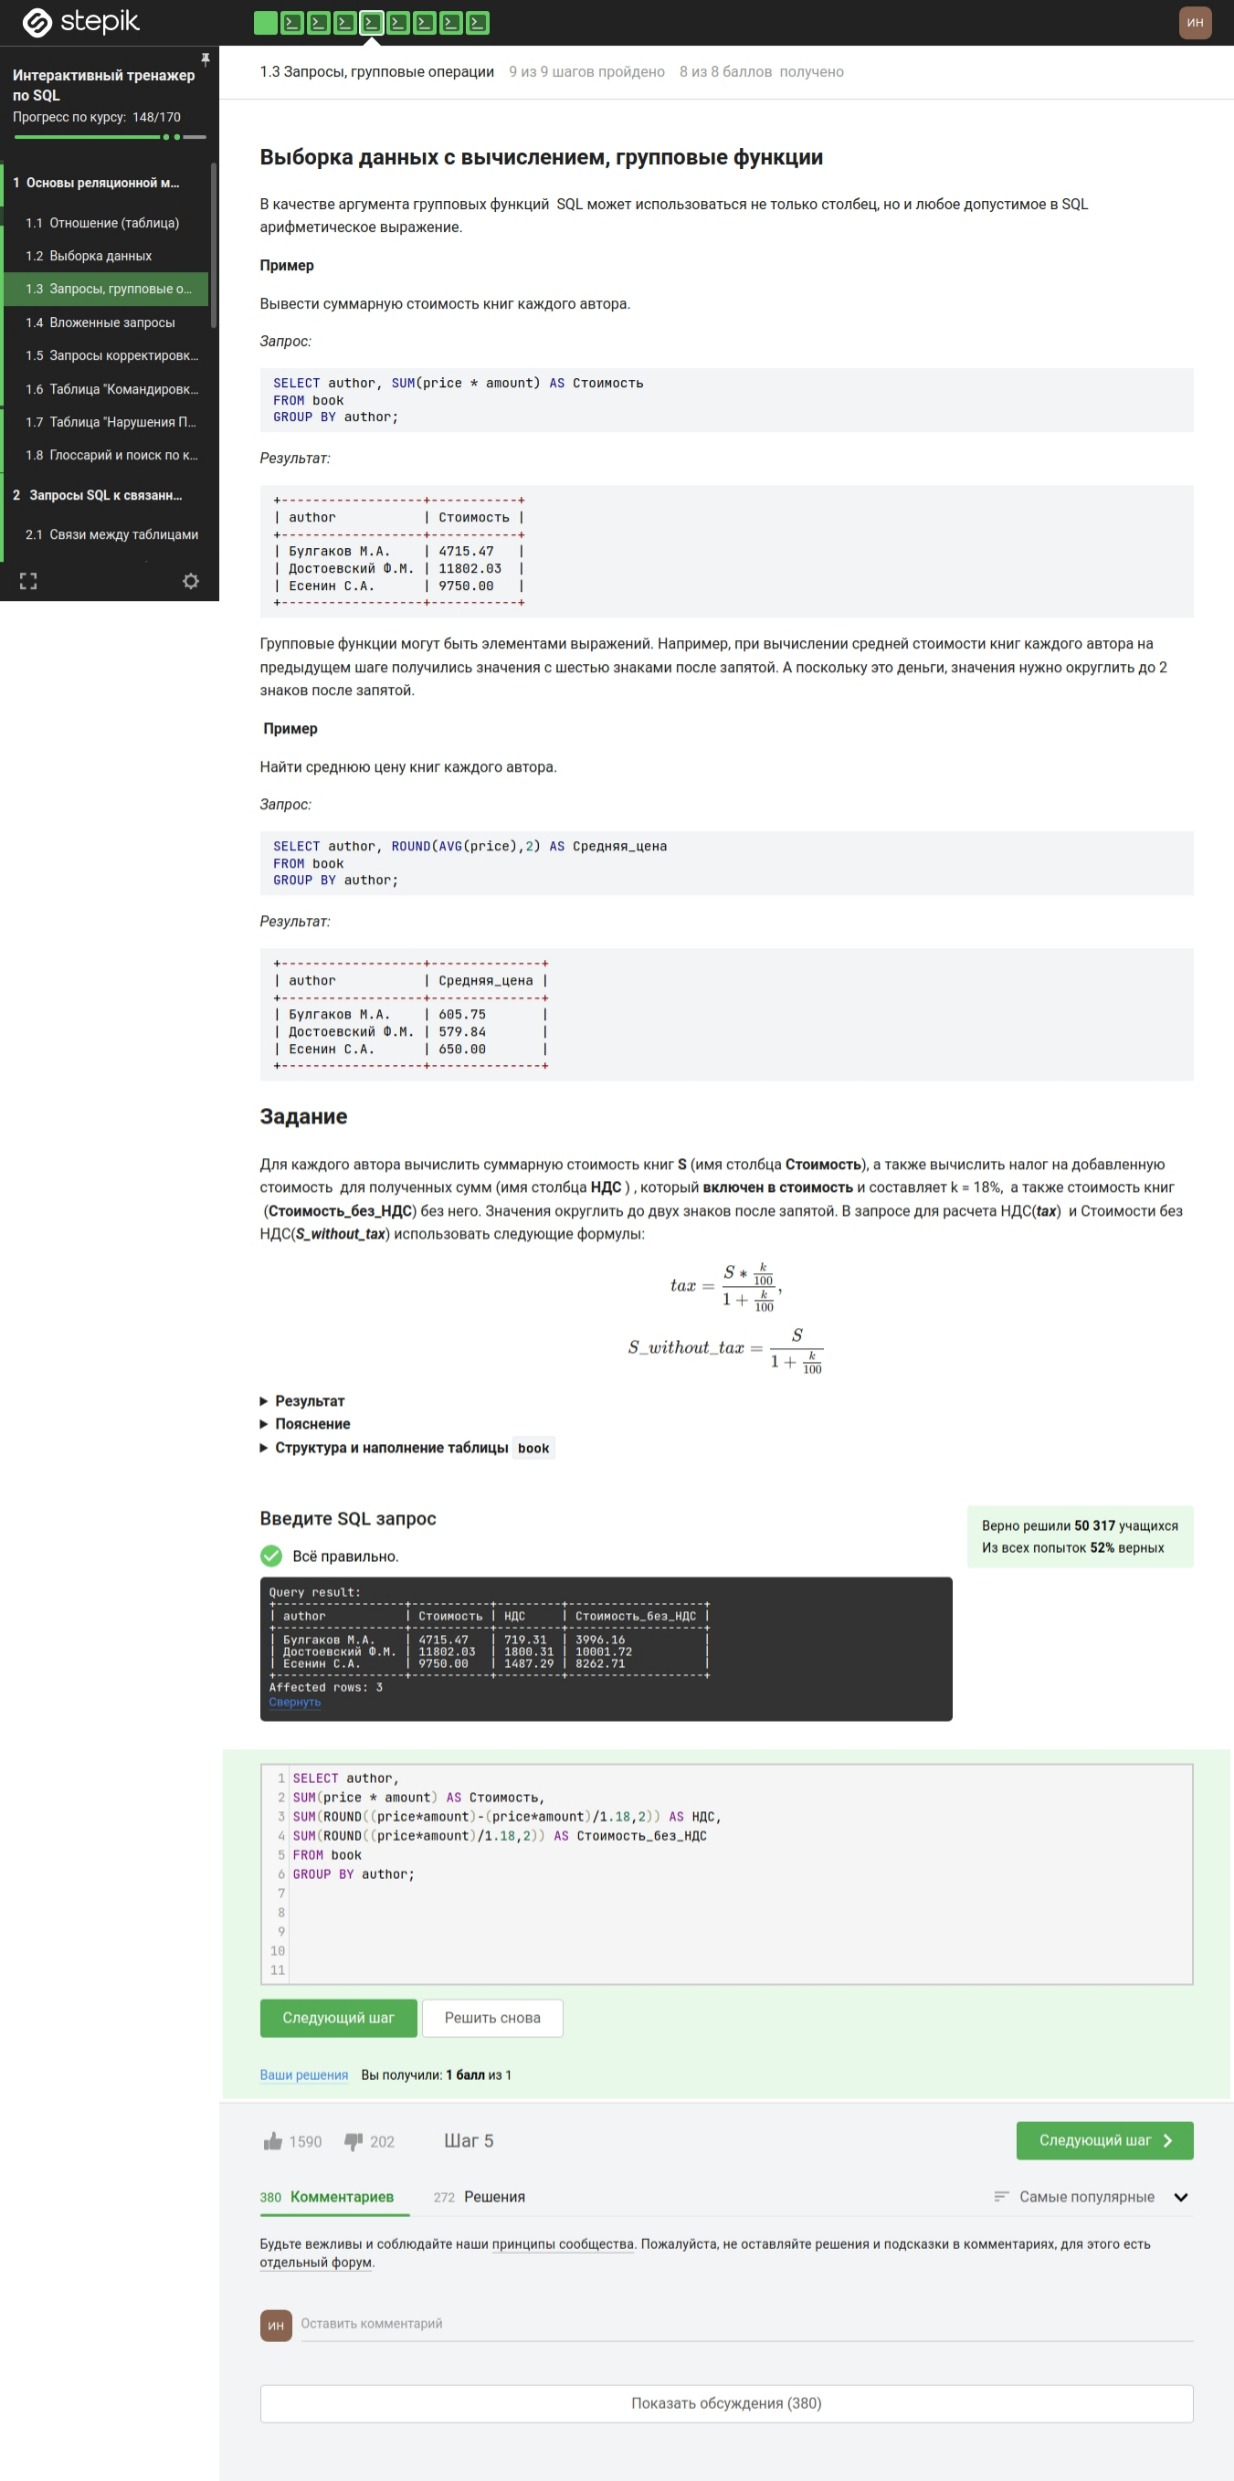 stepik
ИН
Интерактивный тренажер
по SQL
Прогресс по курсу: 148/170
1 Основы реляционной м...
1.1 Отношение (таблица)
1.2 Выборка данных
1.3 Запросы, групповые о...
1.4 Вложенные запросы
1.5 Запросы корректировк...
1.6 Таблица "Командировк...
1.7 Таблица "Нарушения П...
1.8 Глоссарий и поиск по к...
2 Запросы SQL к связанн...
2.1 Связи между таблицами
1.3 Запросы, групповые операции 9 из 9 шагов пройдено 8 из 8 баллов получено
Выборка данных с вычислением, групповые функции
В качестве аргумента групповых функций SQL может использоваться не только столбец, но и любое допустимое в SQL
арифметическое выражение.
Пример
Вывести суммарную стоимость книг каждого автора.
Запрос:
SELECT author, SUM(price * amount) AS Стоимость
FROM book
GROUP BY author;
Результат:
+-------------------+-----------+
| author            | Стоимость |
+-------------------+-----------+
| Булгаков М.А.     | 4715.47   |
| Достоевский Ф.М. | 11802.03  |
| Есенин С.А.       | 9750.00   |
+-------------------+-----------+
Групповые функции могут быть элементами выражений. Например, при вычислении средней стоимости книг каждого автора на
предыдущем шаге получились значения с шестью знаками после запятой. А поскольку это деньги, значения нужно округлить до 2
знаков после запятой.
Пример
Найти среднюю цену книг каждого автора.
Запрос:
SELECT author, ROUND(AVG(price),2) AS Средняя_цена
FROM book
GROUP BY author;
Результат:
+-------------------+--------------+
| author            | Средняя_цена |
+-------------------+--------------+
| Булгаков М.А.     | 605.75       |
| Достоевский Ф.М. | 579.84       |
| Есенин С.А.       | 650.00       |
+-------------------+--------------+
Задание
Для каждого автора вычислить суммарную стоимость книг S (имя столбца Стоимость), а также вычислить налог на добавленную
стоимость для полученных сумм (имя столбца НДС ) , который включен в стоимость и составляет k = 18%, а также стоимость книг
(Стоимость_без_НДС) без него. Значения округлить до двух знаков после запятой. В запросе для расчета НДС(tax) и Стоимости без
НДС(S_without_tax) использовать следующие формулы:
tax = S * k/100 / 1 + k/100,
S_without_tax = S / 1 + k/100
▶ Результат
▶ Пояснение
▶ Структура и наполнение таблицы book
Введите SQL запрос
Всё правильно.
Верно решили 50 317 учащихся
Из всех попыток 52% верных
Query result:
+------------------+-----------+---------+-------------------+
| author           | Стоимость | НДС     | Стоимость_без_НДС |
+------------------+-----------+---------+-------------------+
| Булгаков М.А.    | 4715.47   | 719.31  | 3996.16           |
| Достоевский Ф.М. | 11802.03  | 1800.31 | 10001.72          |
| Есенин С.А.      | 9750.00   | 1487.29 | 8262.71           |
+------------------+-----------+---------+-------------------+
Affected rows: 3
Свернуть
1 SELECT author,
2 SUM(price * amount) AS Стоимость,
3 SUM(ROUND((price*amount)-(price*amount)/1.18,2)) AS НДС,
4 SUM(ROUND((price*amount)/1.18,2)) AS Стоимость_без_НДС
5 FROM book
6 GROUP BY author;
7
8
9
10
11
Следующий шаг Решить снова
Ваши решения Вы получили: 1 балл из 1
1590 202 Шаг 5 Следующий шаг
380 Комментариев 272 Решения Самые популярные
Будьте вежливы и соблюдайте наши принципы сообщества. Пожалуйста, не оставляйте решения и подсказки в комментариях, для этого есть
отдельный форум.
ИН Оставить комментарий
Показать обсуждения (380)